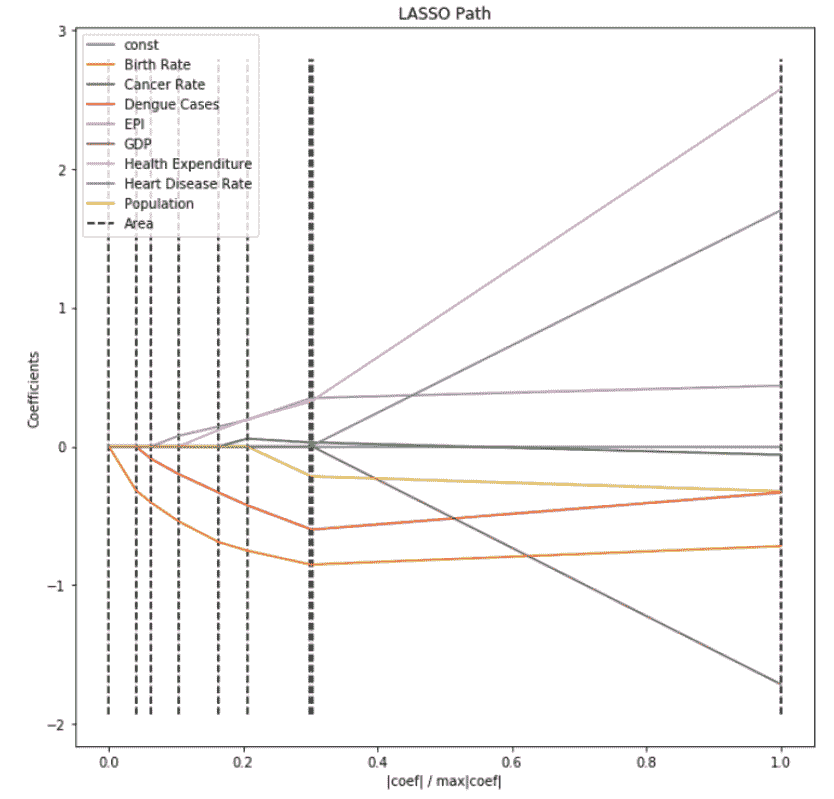 LASSO Path
3
const
Birth Rate
Cancer Rate
Dengue Cases
EPI
GDP
Health Expenditure
Heart Disease Rate
Population
Area
2
1
0
−1
−2
Coefficients
0.0 0.2 0.4 0.6 0.8 1.0
|coef| / max|coef|